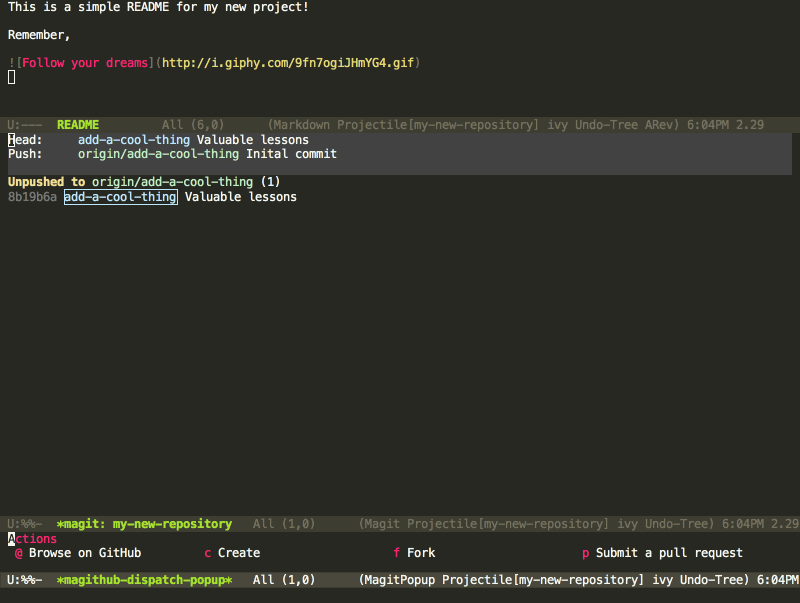 This is a simple README for my new project!
Remember,
![Follow your dreams](http://i.giphy.com/9fn7ogiJHmYG4.gif)
U:---  README         All (6,0)      (Markdown Projectile[my-new-repository] ivy Undo-Tree ARev) 6:04PM 2.29
Head:     add-a-cool-thing Valuable lessons
Push:     origin/add-a-cool-thing Inital commit
Unpushed to origin/add-a-cool-thing (1)
8b19b6a add-a-cool-thing Valuable lessons
U:%%-  *magit: my-new-repository   All (1,0)      (Magit Projectile[my-new-repository] ivy Undo-Tree) 6:04PM 2.29
Actions
@ Browse on GitHub         c Create                   f Fork                     p Submit a pull request
U:%%-  *magithub-dispatch-popup*   All (1,0)      (MagitPopup Projectile[my-new-repository] ivy Undo-Tree) 6:04PM